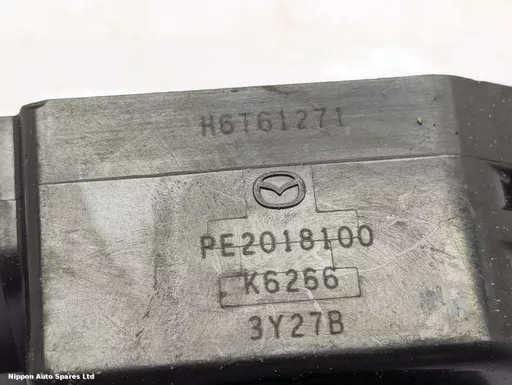 H6T61271
PE2018100
K6266
3Y27B
Nippon Auto Spares Ltd